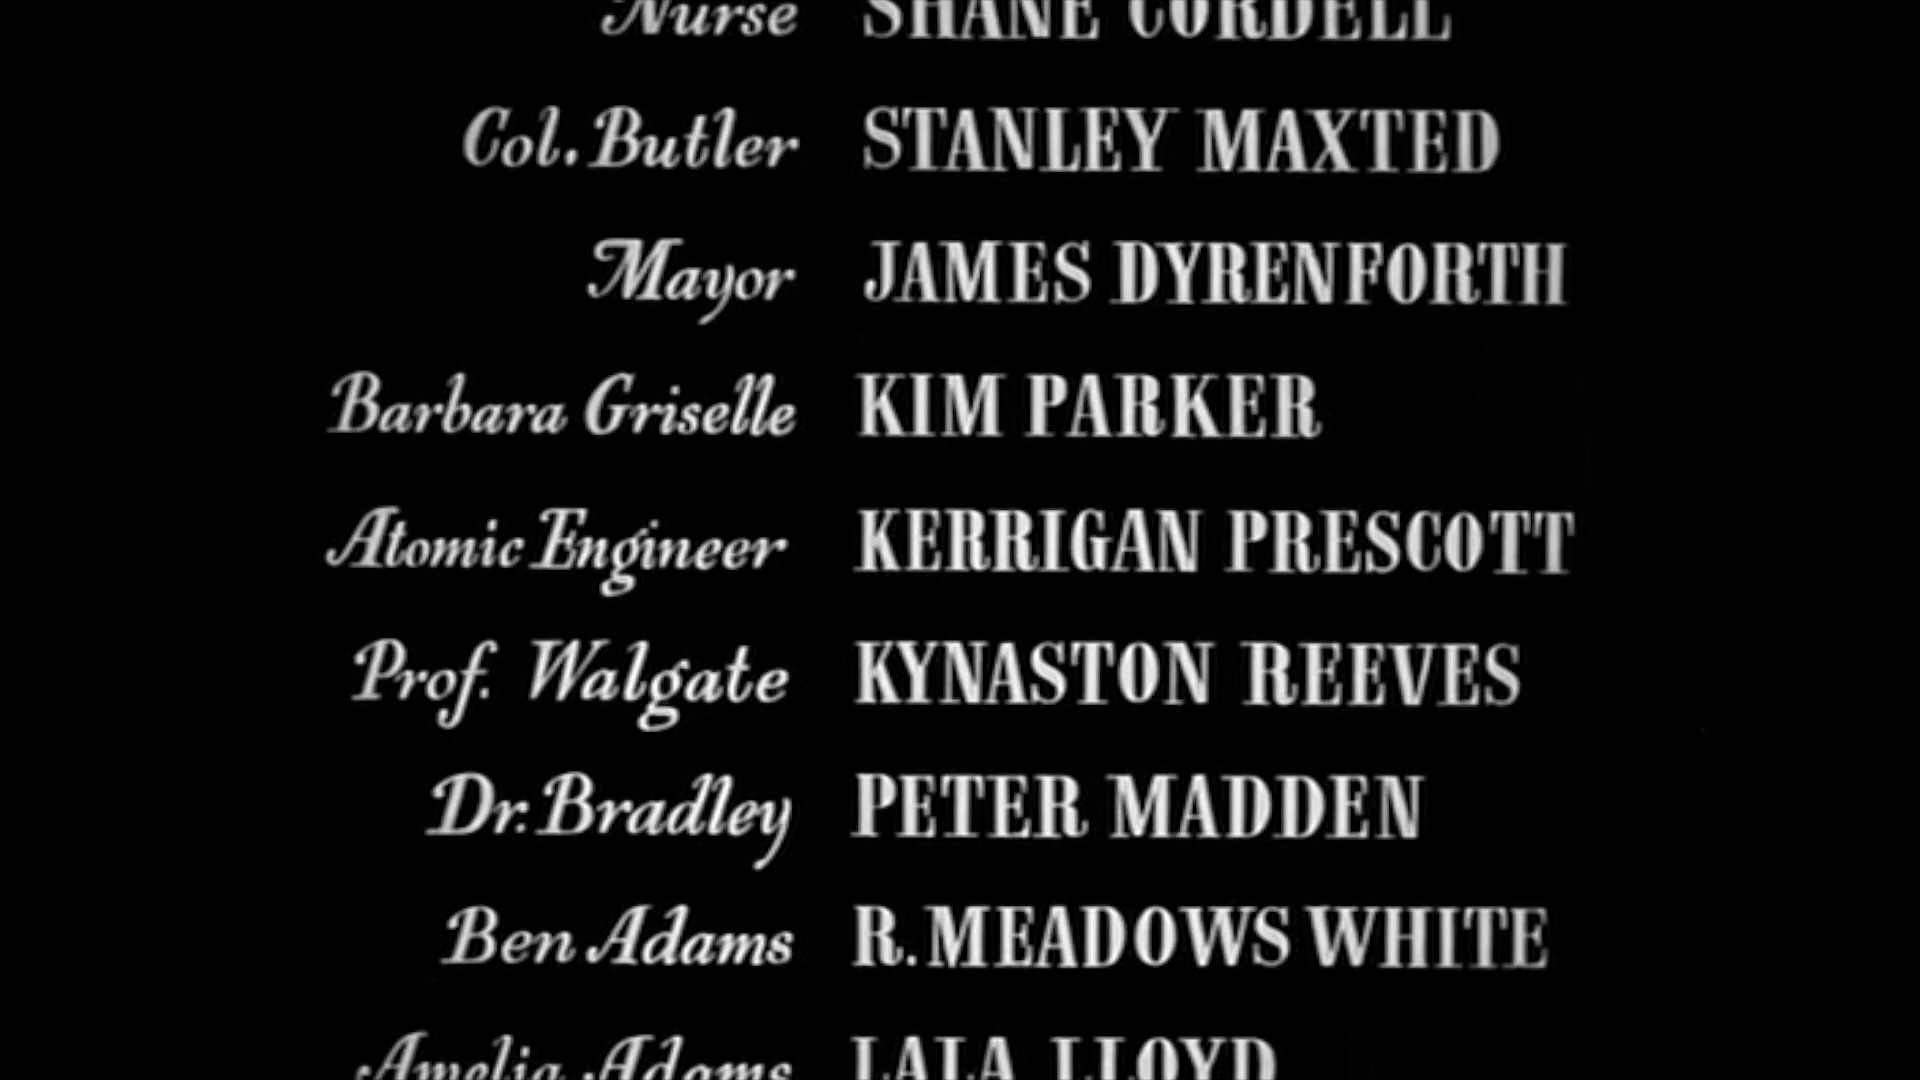 Nurse SHANE CORDELL
Col. Butler STANLEY MAXTED
Mayor JAMES DYRENFORTH
Barbara Griselle KIM PARKER
Atomic Engineer KERRIGAN PRESCOTT
Prof. Walgate KYNASTON REEVES
Dr. Bradley PETER MADDEN
Ben Adams R. MEADOWS WHITE
Amelia Adams LALA LLOYD